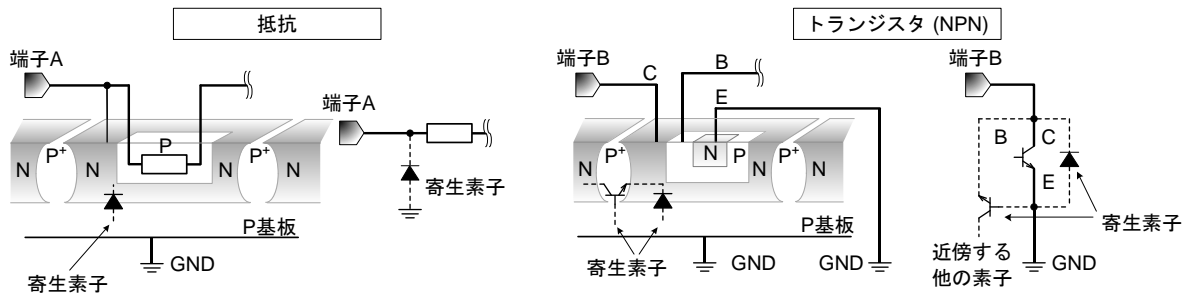 抵抗
端子A
P
N
P+
N
N
P+
N
P基板
GND
寄生素子
端子A
寄生素子
トランジスタ (NPN)
端子B
C
B
E
N
P+
N
N
P
N
P+
N
P基板
寄生素子
GND
GND
端子B
B
C
E
寄生素子
近傍する
他の素子
GND